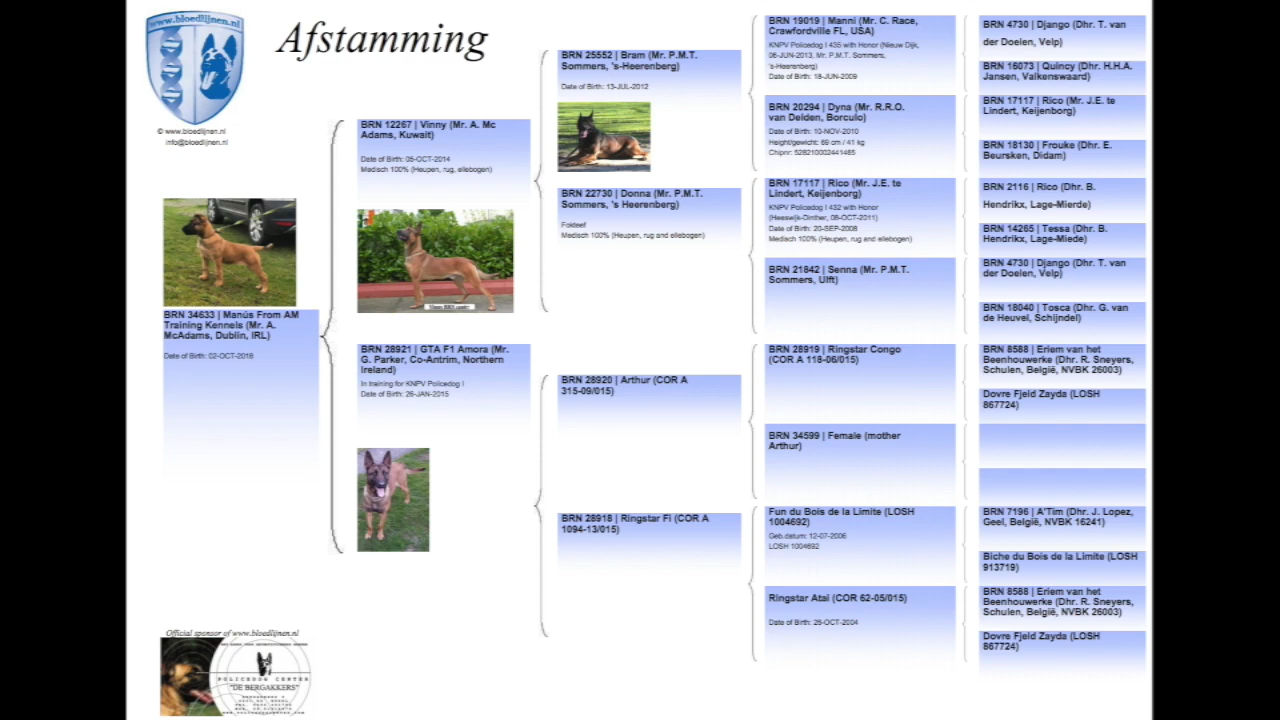 www.bloedlijnen.nl
Afstamming
© www.bloedlijnen.nl
info@bloedlijnen.nl
BRN 34633 | Manús From AM
Training Kennels (Mr. A.
McAdams, Dublin, IRL)
Date of Birth: 02-OCT-2018
BRN 12267 | Vinny (Mr. A. Mc
Adams, Kuwait)
Date of Birth: 05-OCT-2014
Medisch 100% (Heupen, rug, ellebogen)
BRN 28921 | GTA F1 Amora (Mr.
G. Parker, Co-Antrim, Northern
Ireland)
In training for KNPV Policedog I
Date of Birth: 26-JAN-2015
BRN 25552 | Bram (Mr. P.M.T.
Sommers, 's-Heerenberg)
Date of Birth: 13-JUL-2012
BRN 22730 | Donna (Mr. P.M.T.
Sommers, 's Heerenberg)
Fokteef
Medisch 100% (Heupen, rug and ellebogen)
BRN 28920 | Arthur (COR A
315-09/015)
BRN 28918 | Ringstar Fi (COR A
1094-13/015)
BRN 19019 | Manni (Mr. C. Race,
Crawfordville FL, USA)
KNPV Policedog I 435 with Honor (Nieuw Dijk,
06-JUN-2013, Mr. P.M.T. Sommers,
's-Heerenberg)
Date of Birth: 18-JUN-2009
BRN 20294 | Dyna (Mr. R.R.O.
van Delden, Borculo)
Date of Birth: 10-NOV-2010
Height/gewicht: 69 cm / 41 kg
Chipnr: 528210002441465
BRN 17117 | Rico (Mr. J.E. te
Lindert, Keijenborg)
KNPV Policedog I 432 with Honor
(Heeswijk-Dinther, 08-OCT-2011)
Date of Birth: 20-SEP-2008
Medisch 100% (Heupen, rug and ellebogen)
BRN 21842 | Senna (Mr. P.M.T.
Sommers, Ulft)
BRN 28919 | Ringstar Congo
(COR A 118-06/015)
BRN 34599 | Female (mother
Arthur)
Fun du Bois de la Limite (LOSH
1004692)
Geb.datum: 12-07-2006
LOSH 1004692
Ringstar Ataï (COR 62-05/015)
Date of Birth: 26-OCT-2004
BRN 4730 | Django (Dhr. T. van
der Doelen, Velp)
BRN 16073 | Quincy (Dhr. H.H.A.
Jansen, Valkenswaard)
BRN 17117 | Rico (Mr. J.E. te
Lindert, Keijenborg)
BRN 18130 | Frouke (Dhr. E.
Beursken, Didam)
BRN 2116 | Rico (Dhr. B.
Hendrikx, Lage-Mierde)
BRN 14265 | Tessa (Dhr. B.
Hendrikx, Lage-Miede)
BRN 4730 | Django (Dhr. T. van
der Doelen, Velp)
BRN 18040 | Tosca (Dhr. G. van
de Heuvel, Schijndel)
BRN 8588 | Eriem van het
Beenhouwerke (Dhr. R. Sneyers,
Schulen, België, NVBK 26003)
Dovre Fjeld Zayda (LOSH
867724)
BRN 7196 | A'Tim (Dhr. J. Lopez,
Geel, België, NVBK 16241)
Biche du Bois de la Limite (LOSH
913719)
BRN 8588 | Eriem van het
Beenhouwerke (Dhr. R. Sneyers,
Schulen, België, NVBK 26003)
Dovre Fjeld Zayda (LOSH
867724)
Official sponsor of www.bloedlijnen.nl
POLICEDOG CENTER
"DE BERGAKKERS"